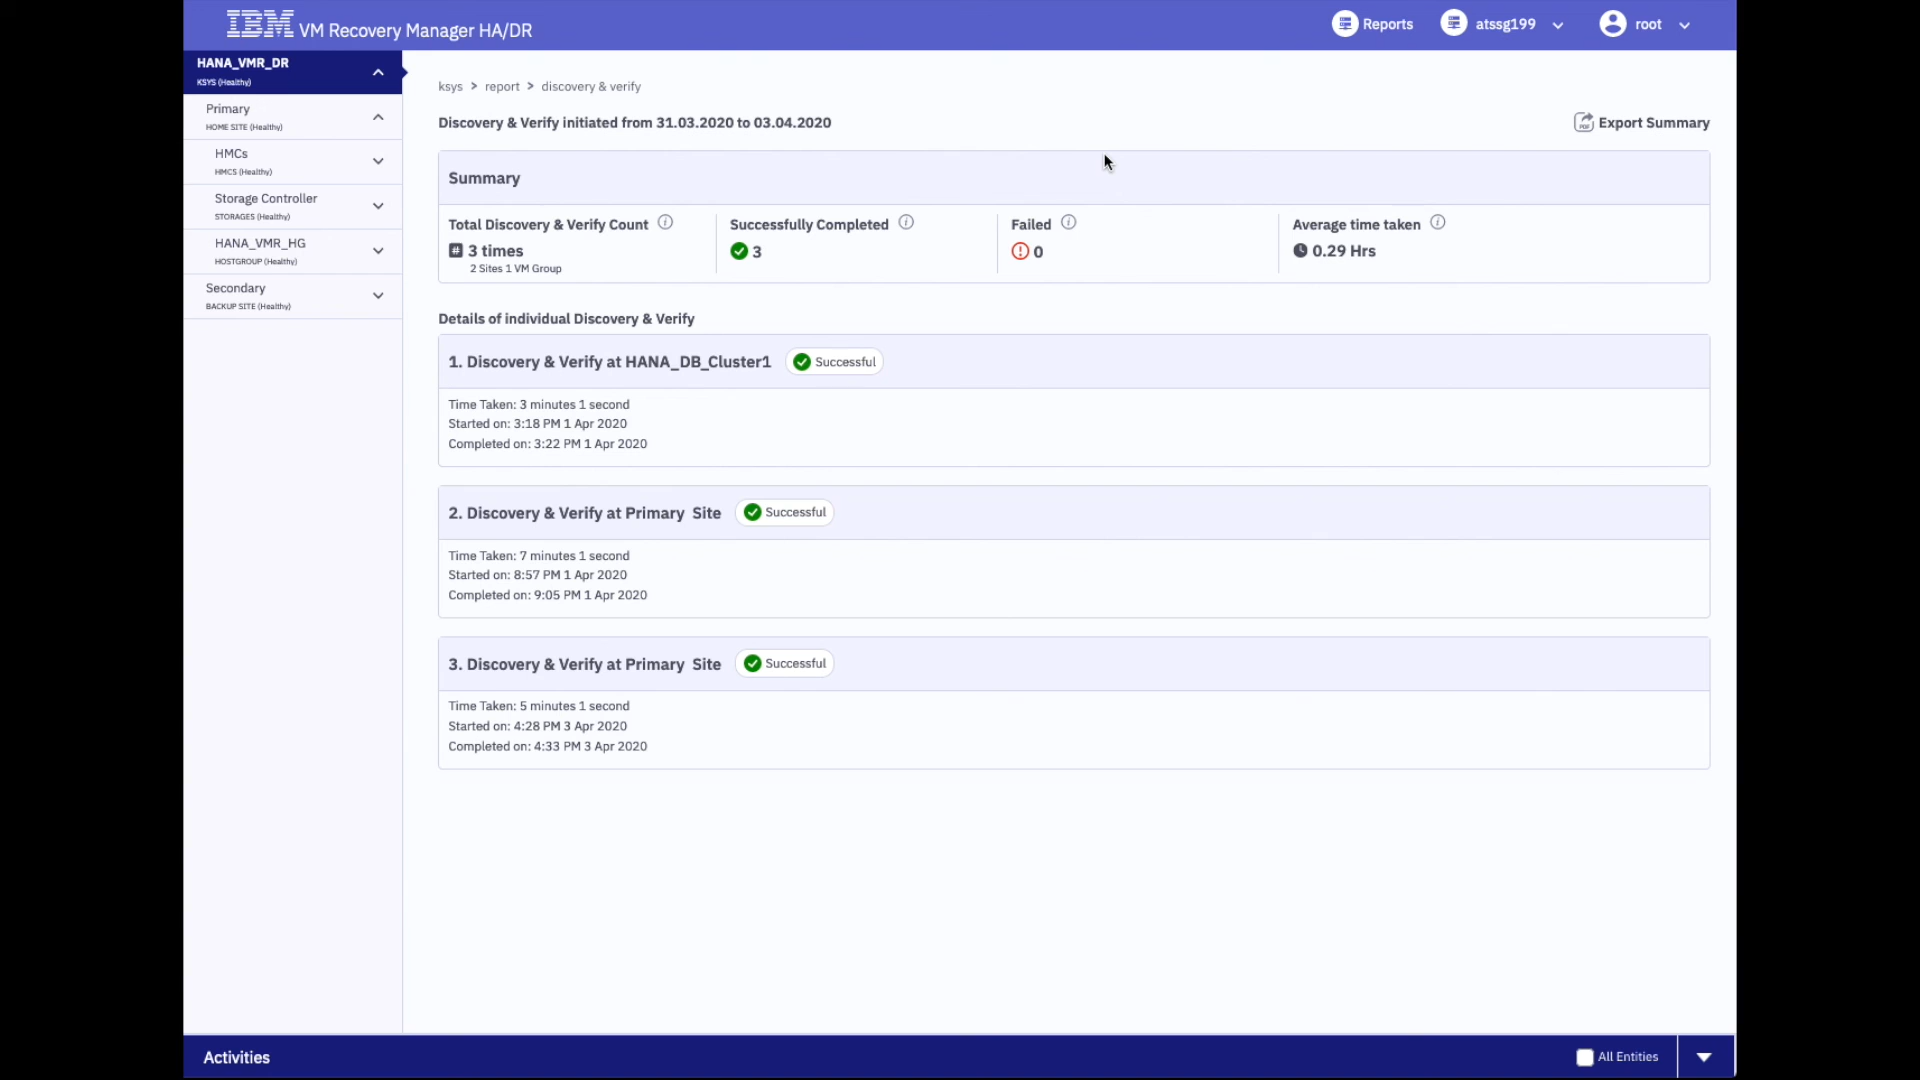 IBM VM Recovery Manager HA/DR
Reports
atssg199
root
HANA_VMR_DR
KSYS (Healthy)
Primary
HOME SITE (Healthy)
HMCs
HMCS (Healthy)
Storage Controller
STORAGES (Healthy)
HANA_VMR_HG
HOSTGROUP (Healthy)
Secondary
BACKUP SITE (Healthy)
ksys > report > discovery & verify
Discovery & Verify initiated from 31.03.2020 to 03.04.2020
PDF Export Summary
Summary
Total Discovery & Verify Count i
# 3 times
2 Sites 1 VM Group
Successfully Completed i
3
Failed i
! 0
Average time taken i
0.29 Hrs
Details of individual Discovery & Verify
1. Discovery & Verify at HANA_DB_Cluster1 Successful
Time Taken: 3 minutes 1 second
Started on: 3:18 PM 1 Apr 2020
Completed on: 3:22 PM 1 Apr 2020
2. Discovery & Verify at Primary Site Successful
Time Taken: 7 minutes 1 second
Started on: 8:57 PM 1 Apr 2020
Completed on: 9:05 PM 1 Apr 2020
3. Discovery & Verify at Primary Site Successful
Time Taken: 5 minutes 1 second
Started on: 4:28 PM 3 Apr 2020
Completed on: 4:33 PM 3 Apr 2020
Activities
All Entities